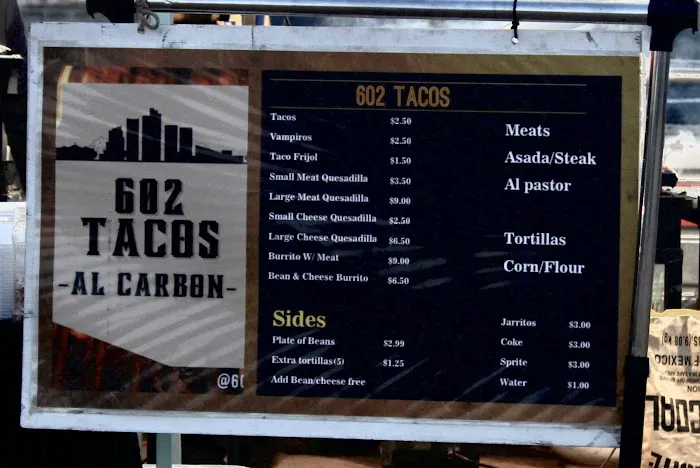 602
TACOS
-AL CARBON-
@60
602 TACOS
Tacos $2.50
Vampiros $2.50
Taco Frijol $1.50
Small Meat Quesadilla $3.50
Large Meat Quesadilla $9.00
Small Cheese Quesadilla $2.50
Large Cheese Quesadilla $6.50
Burrito W/ Meat $9.00
Bean & Cheese Burrito $6.50
Meats
Asada/Steak
Al pastor
Tortillas
Corn/Flour
Sides
Plate of Beans $2.99
Extra tortillas(5) $1.25
Add Bean/cheese free
Jarritos $3.00
Coke $3.00
Sprite $3.00
Water $1.00
MEXICO